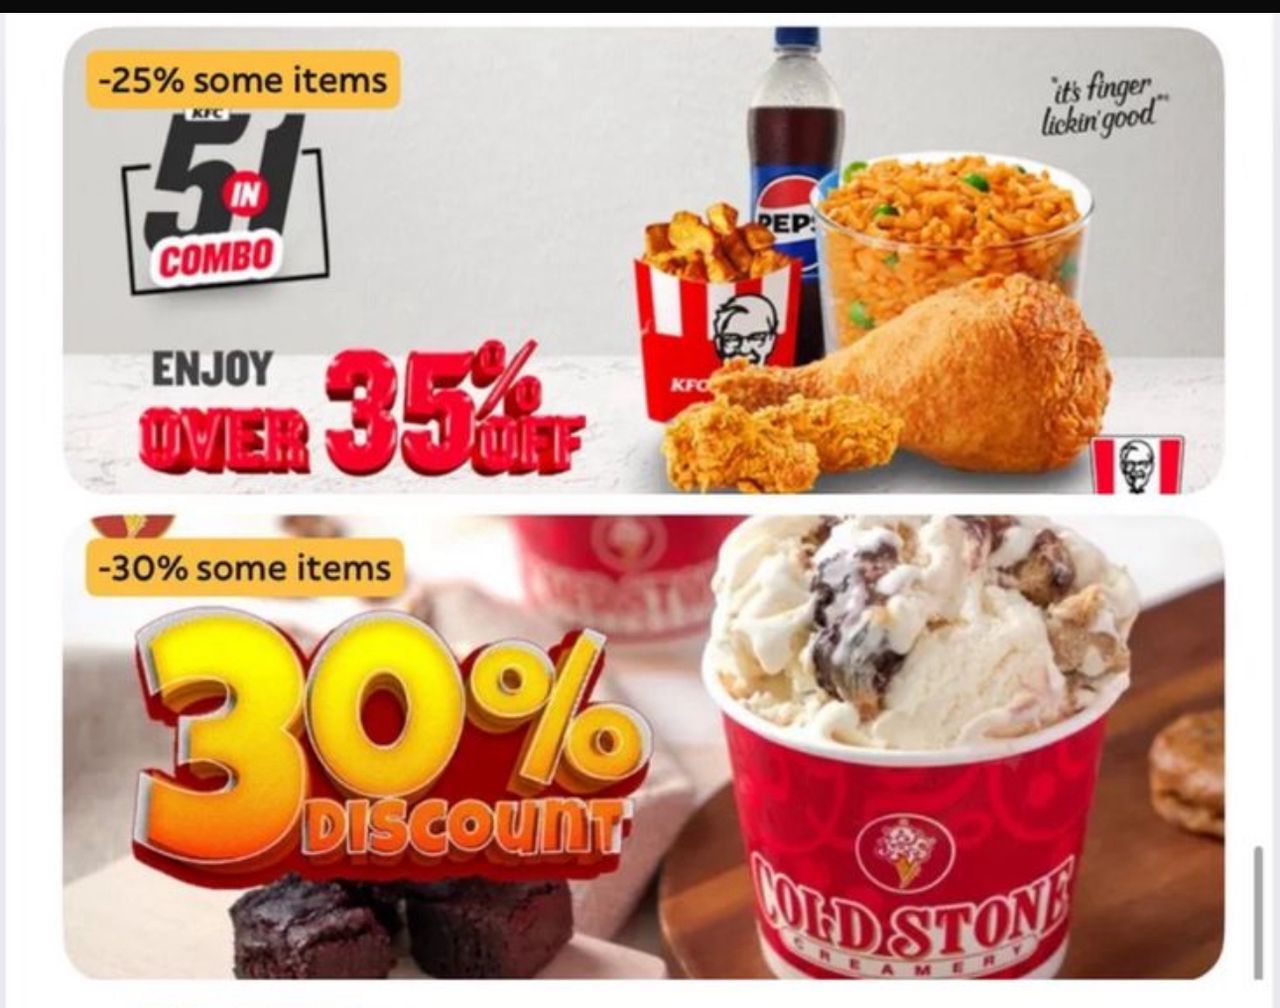 -25% some items
KFC
5 IN 1
COMBO
"it's finger
lickin' good"
PEPS
KFC
ENJOY
OVER 35% OFF
-30% some items
30%
DISCOUNT
COLD STONE
CREAMERY